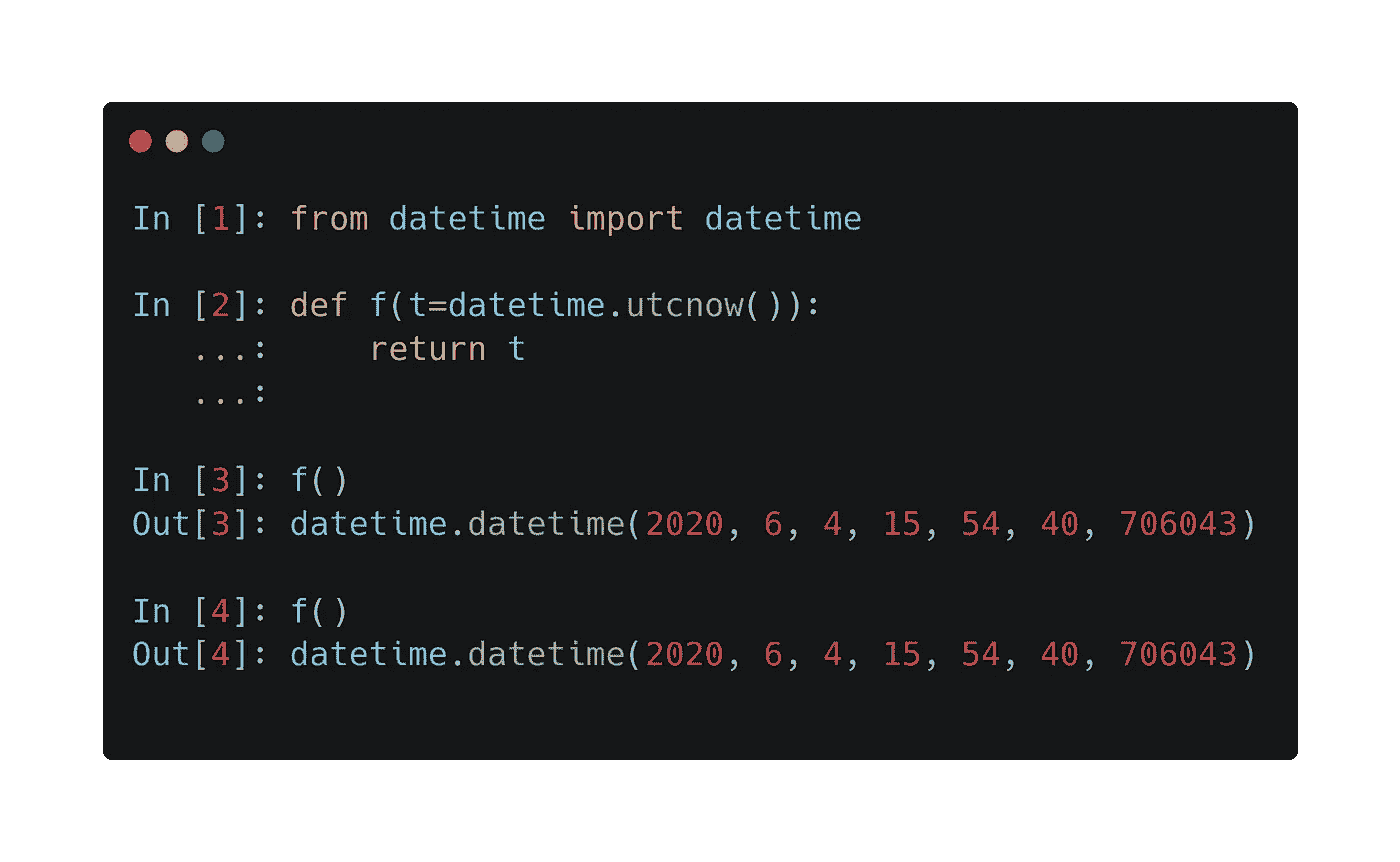 In [1]: from datetime import datetime
In [2]: def f(t=datetime.utcnow()):
   ...:     return t
   ...:
In [3]: f()
Out[3]: datetime.datetime(2020, 6, 4, 15, 54, 40, 706043)
In [4]: f()
Out[4]: datetime.datetime(2020, 6, 4, 15, 54, 40, 706043)